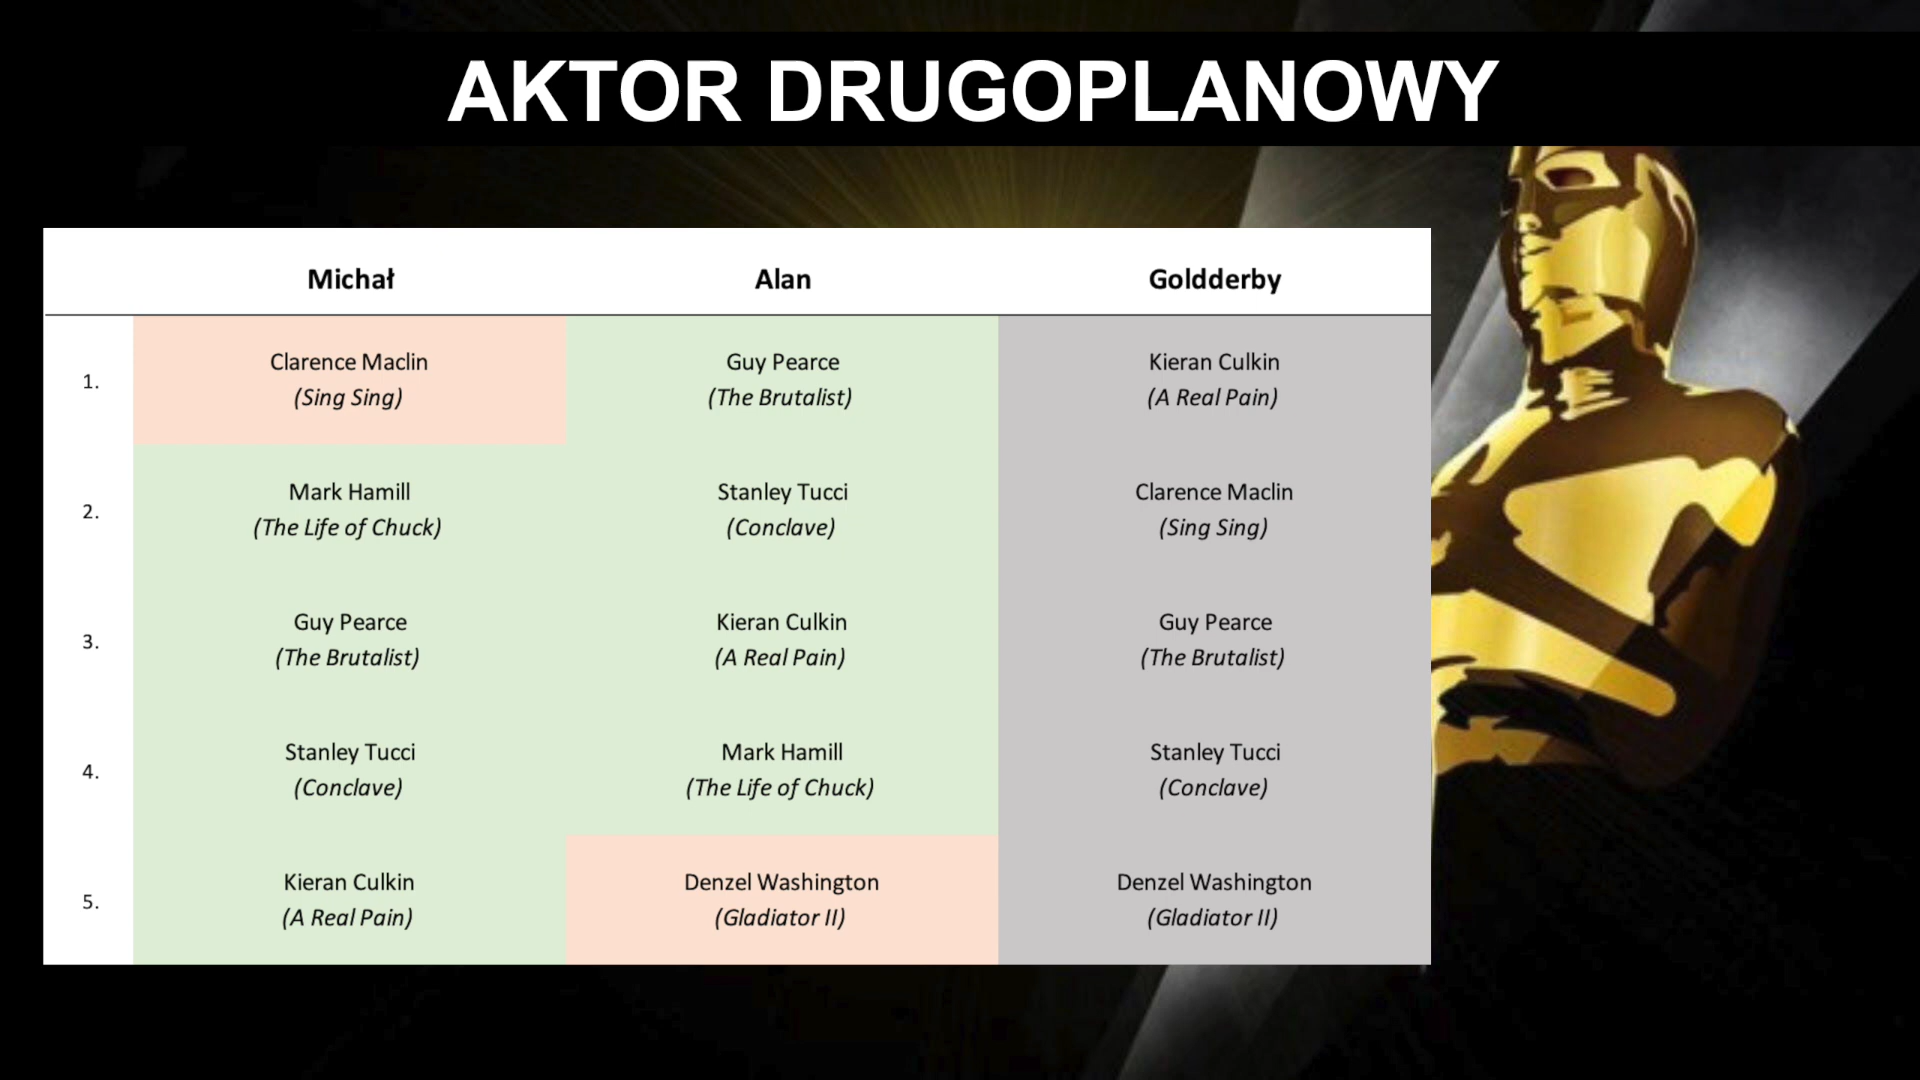 AKTOR DRUGOPLANOWY
Michał Alan Goldderby
1. Clarence Maclin Guy Pearce Kieran Culkin
(Sing Sing) (The Brutalist) (A Real Pain)
2. Mark Hamill Stanley Tucci Clarence Maclin
(The Life of Chuck) (Conclave) (Sing Sing)
3. Guy Pearce Kieran Culkin Guy Pearce
(The Brutalist) (A Real Pain) (The Brutalist)
4. Stanley Tucci Mark Hamill Stanley Tucci
(Conclave) (The Life of Chuck) (Conclave)
5. Kieran Culkin Denzel Washington Denzel Washington
(A Real Pain) (Gladiator II) (Gladiator II)